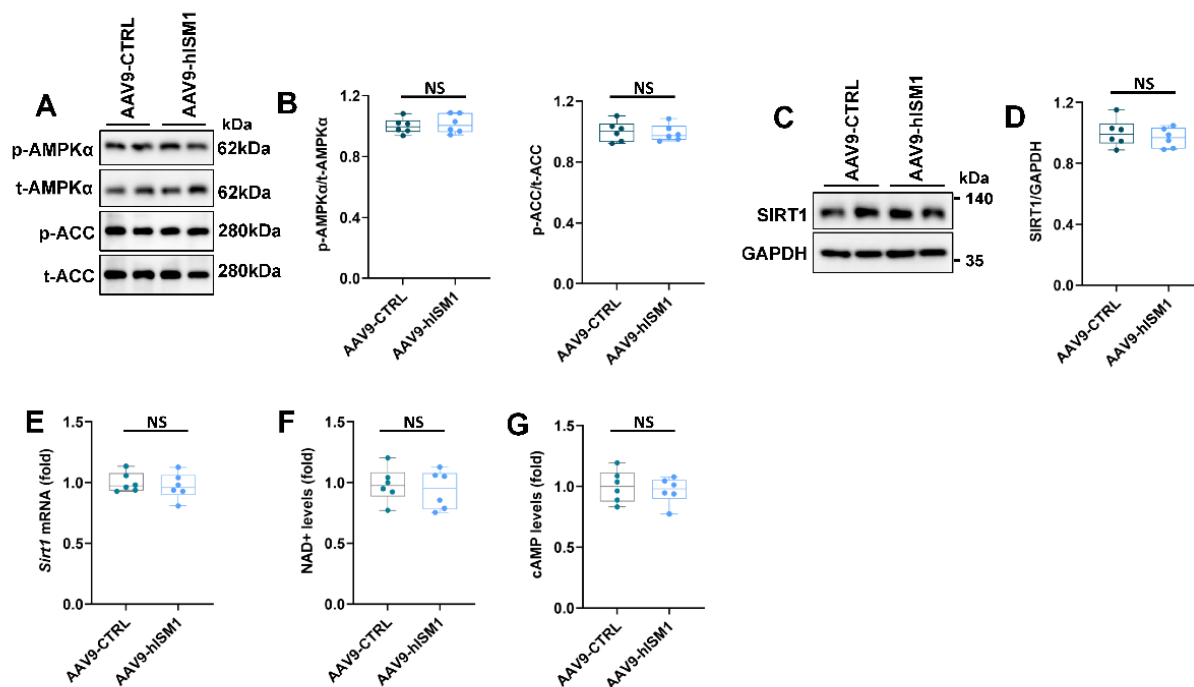 A
AAV9-CTRL
AAV9-hISM1
kDa
p-AMPKα
62kDa
t-AMPKα
62kDa
p-ACC
280kDa
t-ACC
280kDa
B
NS
p-AMPKα/t-AMPKα
1.2
0.8
0.4
0.0
AAV9-CTRL
AAV9-hISM1
NS
p-ACC/t-ACC
1.2
0.8
0.4
0.0
AAV9-CTRL
AAV9-hISM1
C
AAV9-CTRL
AAV9-hISM1
kDa
SIRT1
140
GAPDH
35
D
NS
SIRT1/GAPDH
1.2
0.8
0.4
0.0
AAV9-CTRL
AAV9-hISM1
E
NS
Sirt1 mRNA (fold)
1.5
1.0
0.5
0.0
AAV9-CTRL
AAV9-hISM1
F
NS
NAD+ levels (fold)
1.5
1.0
0.5
0.0
AAV9-CTRL
AAV9-hISM1
G
NS
cAMP levels (fold)
1.5
1.0
0.5
0.0
AAV9-CTRL
AAV9-hISM1